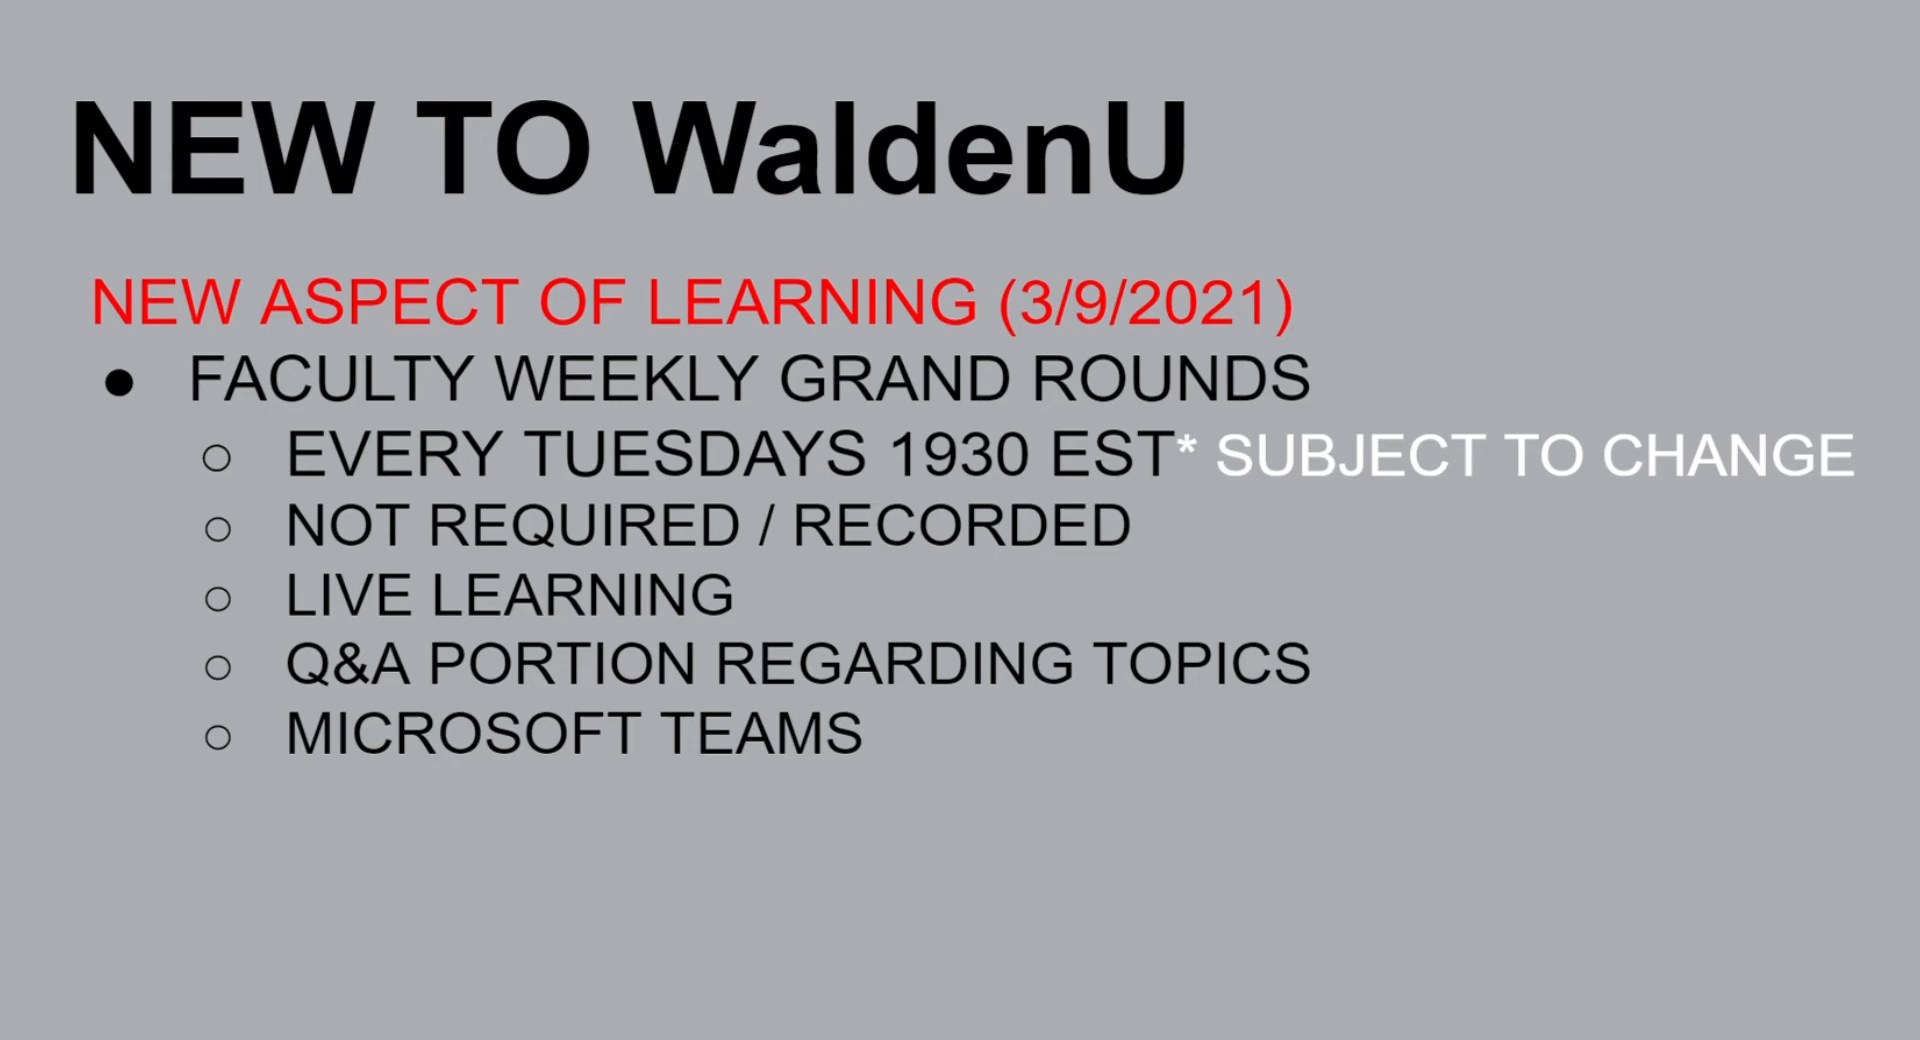 NEW TO WaldenU
NEW ASPECT OF LEARNING (3/9/2021)
● FACULTY WEEKLY GRAND ROUNDS
○ EVERY TUESDAYS 1930 EST* SUBJECT TO CHANGE
○ NOT REQUIRED / RECORDED
○ LIVE LEARNING
○ Q&A PORTION REGARDING TOPICS
○ MICROSOFT TEAMS